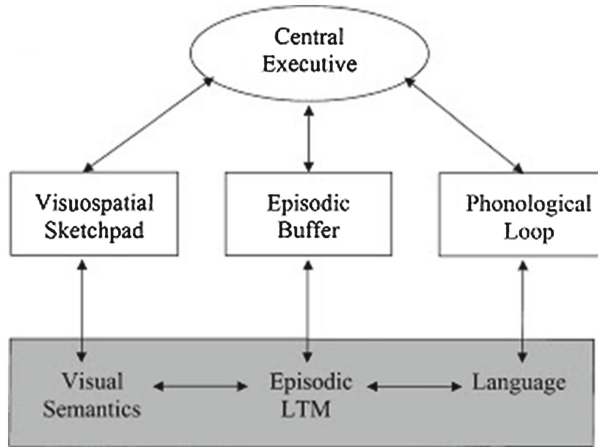 Central
Executive
Visuospatial
Sketchpad
Episodic
Buffer
Phonological
Loop
Visual
Semantics
Episodic
LTM
Language